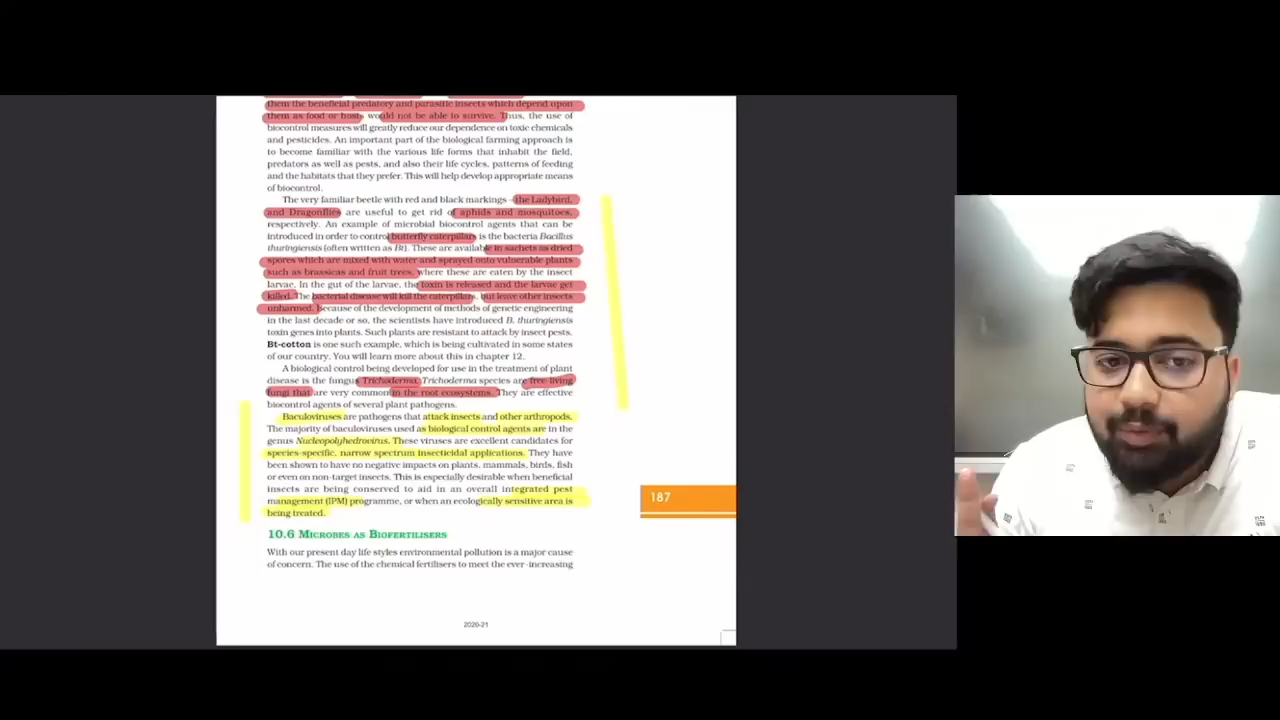 them the beneficial predatory and parasitic insects which depend upon
them as food or hosts would not be able to survive. Thus, the use of
biocontrol measures will greatly reduce our dependence on toxic chemicals
and pesticides. An important part of the biological farming approach is
to become familiar with the various life forms that inhabit the field,
predators as well as pests, and also their life cycles, patterns of feeding
and the habitats that they prefer. This will help develop appropriate means
of biocontrol.
The very familiar beetle with red and black markings – the Ladybird,
and Dragonflies are useful to get rid of aphids and mosquitoes,
respectively. An example of microbial biocontrol agents that can be
introduced in order to control butterfly caterpillars is the bacteria Bacillus
thuringiensis (often written as Bt). These are available in sachets as dried
spores which are mixed with water and sprayed onto vulnerable plants
such as brassicas and fruit trees, where these are eaten by the insect
larvae. In the gut of the larvae, the toxin is released and the larvae get
killed. The bacterial disease will kill the caterpillars, but leave other insects
unharmed. Because of the development of methods of genetic engineering
in the last decade or so, the scientists have introduced B. thuringiensis
toxin genes into plants. Such plants are resistant to attack by insect pests.
Bt-cotton is one such example, which is being cultivated in some states
of our country. You will learn more about this in chapter 12.
A biological control being developed for use in the treatment of plant
disease is the fungus Trichoderma. Trichoderma species are free-living
fungi that are very common in the root ecosystems. They are effective
biocontrol agents of several plant pathogens.
Baculoviruses are pathogens that attack insects and other arthropods.
The majority of baculoviruses used as biological control agents are in the
genus Nucleopolyhedrovirus. These viruses are excellent candidates for
species-specific, narrow spectrum insecticidal applications. They have
been shown to have no negative impacts on plants, mammals, birds, fish
or even on non-target insects. This is especially desirable when beneficial
insects are being conserved to aid in an overall integrated pest
management (IPM) programme, or when an ecologically sensitive area is
being treated.
187
10.6 MICROBES AS BIOFERTILISERS
With our present day life styles environmental pollution is a major cause
of concern. The use of the chemical fertilisers to meet the ever-increasing
2020-21